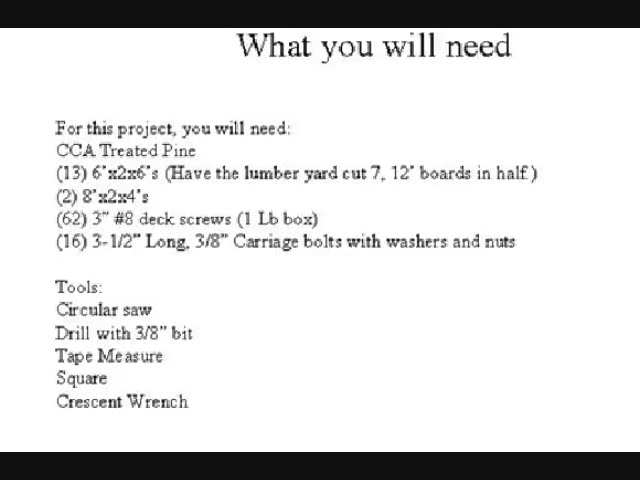 What you will need
For this project, you will need:
CCA Treated Pine
(13) 6'x2x6's (Have the lumber yard cut 7, 12' boards in half.)
(2) 8'x2x4's
(62) 3" #8 deck screws (1 Lb box)
(16) 3-1/2" Long, 3/8" Carriage bolts with washers and nuts
Tools:
Circular saw
Drill with 3/8" bit
Tape Measure
Square
Crescent Wrench